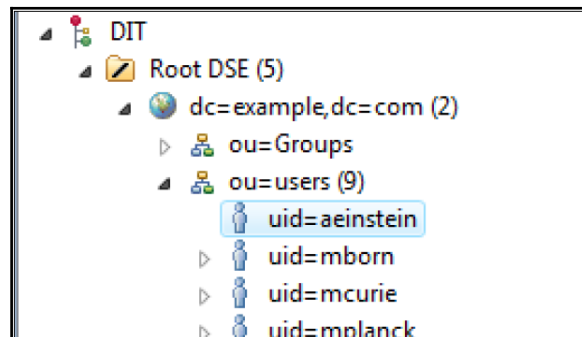 DIT
Root DSE (5)
dc=example,dc=com (2)
ou=Groups
ou=users (9)
uid=aeinstein
uid=mborn
uid=mcurie
uid=mplanck